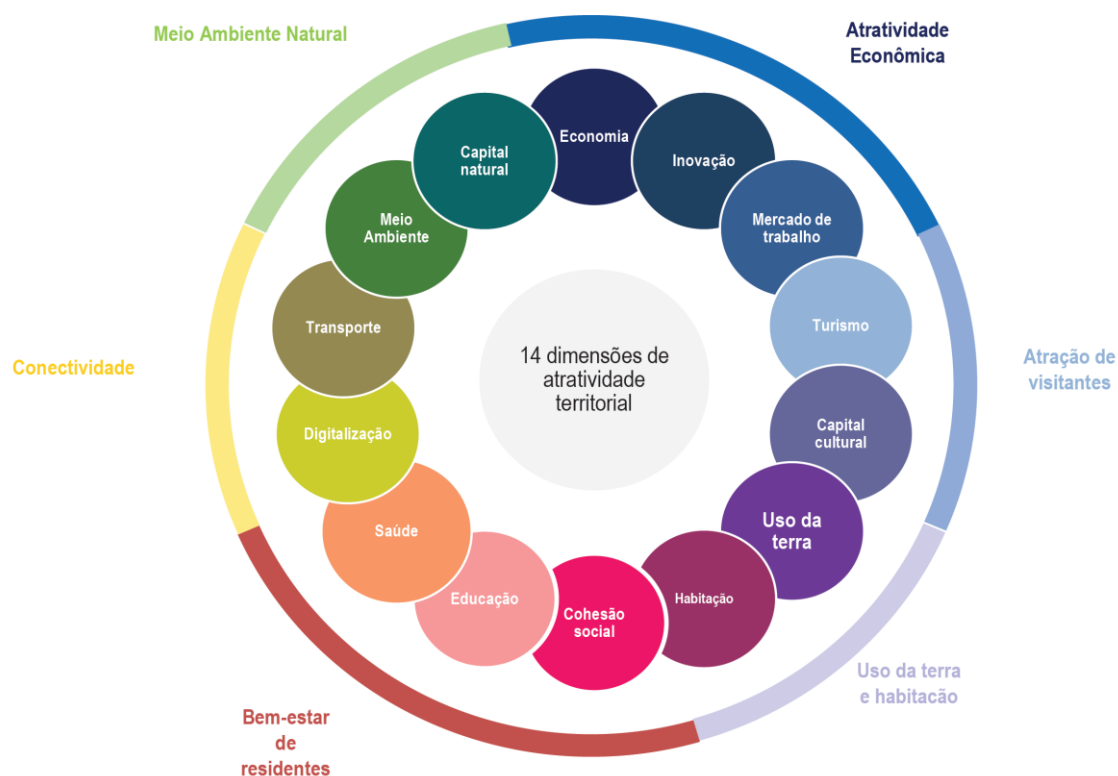 Meio Ambiente Natural
Atratividade
Econômica
Economia
Inovação
Capital
natural
Mercado de
trabalho
Meio
Ambiente
Turismo
Transporte
14 dimensões de
atratividade
territorial
Conectividade
Atração de
visitantes
Capital
cultural
Digitalização
Uso da
terra
Saúde
Habitação
Educação
Cohesão
social
Uso da terra
e habitacão
Bem-estar
de
residentes